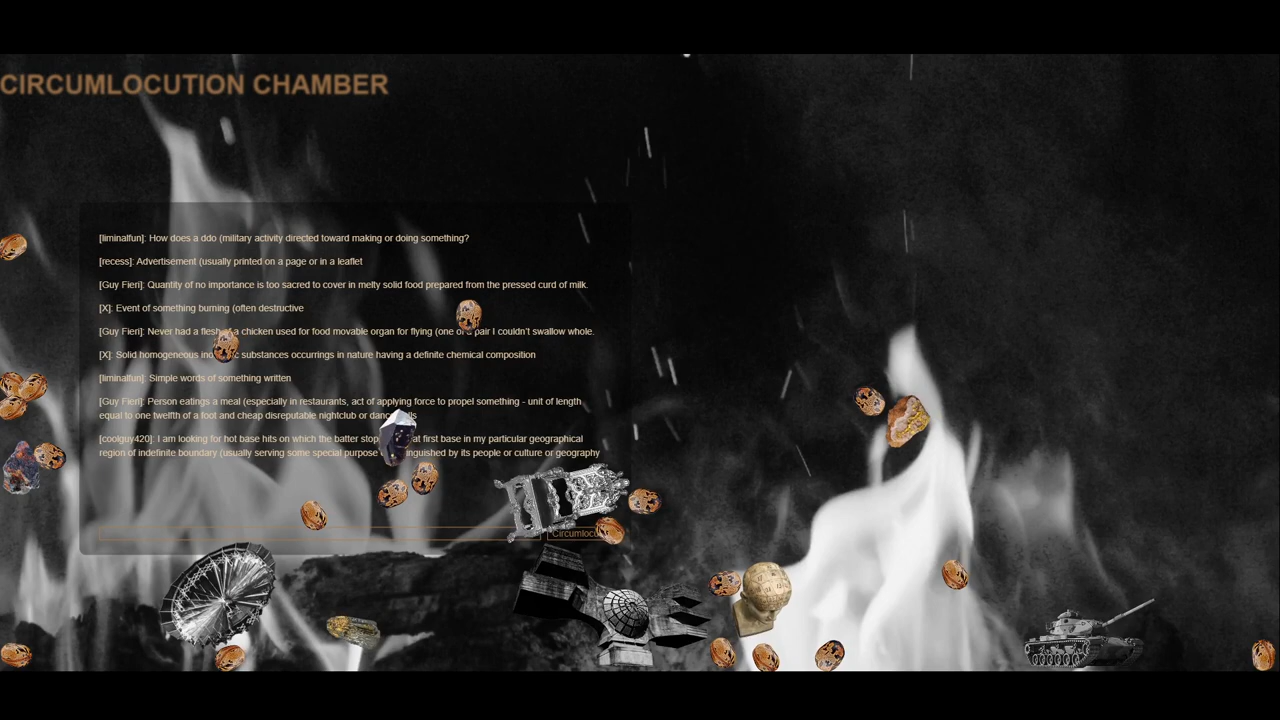 CIRCUMLOCUTION CHAMBER
[liminalfun]: How does a ddo (military activity directed toward making or doing something?
[recess]: Advertisement (usually printed on a page or in a leaflet
[Guy Fieri]: Quantity of no importance is too sacred to cover in melty solid food prepared from the pressed curd of milk.
[X]: Event of something burning (often destructive
[Guy Fieri]: Never had a flesh of a chicken used for food movable organ for flying (one of a pair I couldn't swallow whole.
[X]: Solid homogeneous substances occurrings in nature having a definite chemical composition
[liminalfun]: Simple words of something written
[Guy Fieri]: Person eatings a meal (especially in restaurants, act of applying force to propel something - unit of length
equal to one twelfth of a foot and cheap disreputable nightclub or
[coolguy420]: I am looking for hot base hits on which the batter at first base in my particular geographical
region of indefinite boundary (usually serving some special purpose by its people or culture or geography